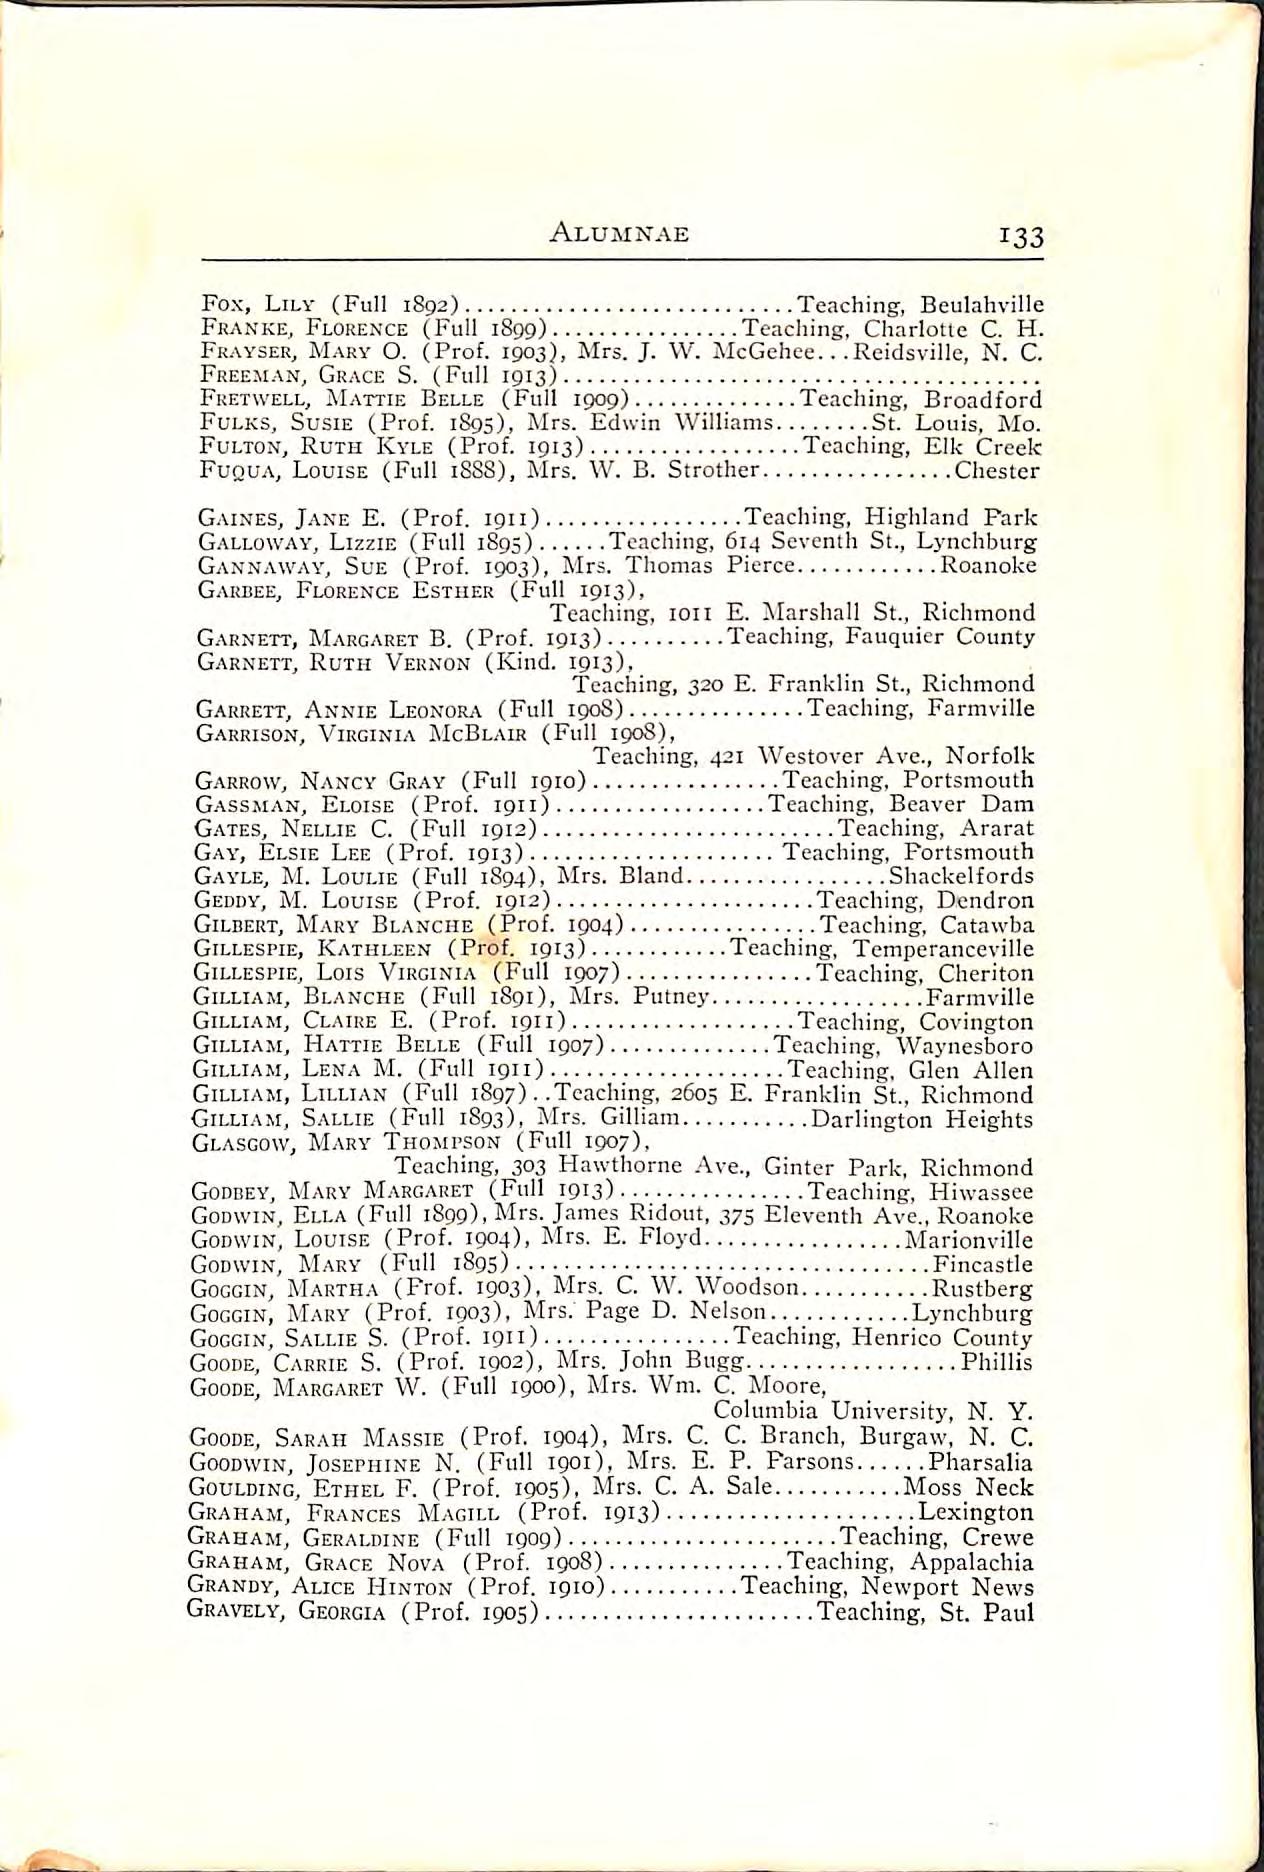 ALUMNAE 133
FOX, LILY (Full 1892)............................Teaching, Beulahville
FRANKE, FLORENCE (Full 1899)................Teaching, Charlotte C. H.
FRAYSER, MARY O. (Prof. 1903), Mrs. J. W. McGehee...Reidsville, N. C.
FREEMAN, GRACE S. (Full 1913).........................................
FRETWELL, MATTIE BELLE (Full 1909)..............Teaching, Broadford
FULKS, SUSIE (Prof. 1895), Mrs. Edwin Williams........St. Louis, Mo.
FULTON, RUTH KYLE (Prof. 1913)..................Teaching, Elk Creek
FUQUA, LOUISE (Full 1888), Mrs. W. B. Strother................Chester
GAINES, JANE E. (Prof. 1911).................Teaching, Highland Park
GALLOWAY, LIZZIE (Full 1895)......Teaching, 614 Seventh St., Lynchburg
GANNAWAY, SUE (Prof. 1903), Mrs. Thomas Pierce............Roanoke
GARBEE, FLORENCE ESTHER (Full 1913),
Teaching, 1011 E. Marshall St., Richmond
GARNETT, MARGARET B. (Prof. 1913)..........Teaching, Fauquier County
GARNETT, RUTH VERNON (Kind. 1913),
Teaching, 320 E. Franklin St., Richmond
GARRETT, ANNIE LEONORA (Full 1908)...............Teaching, Farmville
GARRISON, VIRGINIA MCBLAIR (Full 1908),
Teaching, 421 Westover Ave., Norfolk
GARROW, NANCY GRAY (Full 1910)................Teaching, Portsmouth
GASSMAN, ELOISE (Prof. 1911)..................Teaching, Beaver Dam
GATES, NELLIE C. (Full 1912).........................Teaching, Ararat
GAY, ELSIE LEE (Prof. 1913)..................... Teaching, Portsmouth
GAYLE, M. LOULIE (Full 1894), Mrs. Bland.................Shackelfords
GEDDY, M. LOUISE (Prof. 1912)......................Teaching, Dendron
GILBERT, MARY BLANCHE (Prof. 1904)................Teaching, Catawba
GILLESPIE, KATHLEEN (Prof. 1913)............Teaching, Temperanceville
GILLESPIE, LOIS VIRGINIA (Full 1907)................Teaching, Cheriton
GILLIAM, BLANCHE (Full 1891), Mrs. Putney..................Farmville
GILLIAM, CLAIRE E. (Prof. 1911)...................Teaching, Covington
GILLIAM, HATTIE BELLE (Full 1907)..............Teaching, Waynesboro
GILLIAM, LENA M. (Full 1911)....................Teaching, Glen Allen
GILLIAM, LILLIAN (Full 1897)..Teaching, 2605 E. Franklin St., Richmond
GILLIAM, SALLIE (Full 1893), Mrs. Gilliam...........Darlington Heights
GLASGOW, MARY THOMPSON (Full 1907),
Teaching, 303 Hawthorne Ave., Ginter Park, Richmond
GODBEY, MARY MARGARET (Full 1913)................Teaching, Hiwassee
GODWIN, ELLA (Full 1899), Mrs. James Ridout, 375 Eleventh Ave., Roanoke
GODWIN, LOUISE (Prof. 1904), Mrs. E. Floyd.................Marionville
GODWIN, MARY (Full 1895)...................................Fincastle
GOGGIN, MARTHA (Prof. 1903), Mrs. C. W. Woodson...........Rustberg
GOGGIN, MARY (Prof. 1903), Mrs. Page D. Nelson............Lynchburg
GOGGIN, SALLIE S. (Prof. 1911)................Teaching, Henrico County
GOODE, CARRIE S. (Prof. 1902), Mrs. John Bugg..................Phillis
GOODE, MARGARET W. (Full 1900), Mrs. Wm. C. Moore,
Columbia University, N. Y.
GOODE, SARAH MASSIE (Prof. 1904), Mrs. C. C. Branch, Burgaw, N. C.
GOODWIN, JOSEPHINE N. (Full 1901), Mrs. E. P. Parsons......Pharsalia
GOULDING, ETHEL F. (Prof. 1905), Mrs. C. A. Sale...........Moss Neck
GRAHAM, FRANCES MAGILL (Prof. 1913).....................Lexington
GRAHAM, GERALDINE (Full 1909).......................Teaching, Crewe
GRAHAM, GRACE NOVA (Prof. 1908)...............Teaching, Appalachia
GRANDY, ALICE HINTON (Prof. 1910)...........Teaching, Newport News
GRAVELY, GEORGIA (Prof. 1905).......................Teaching, St. Paul